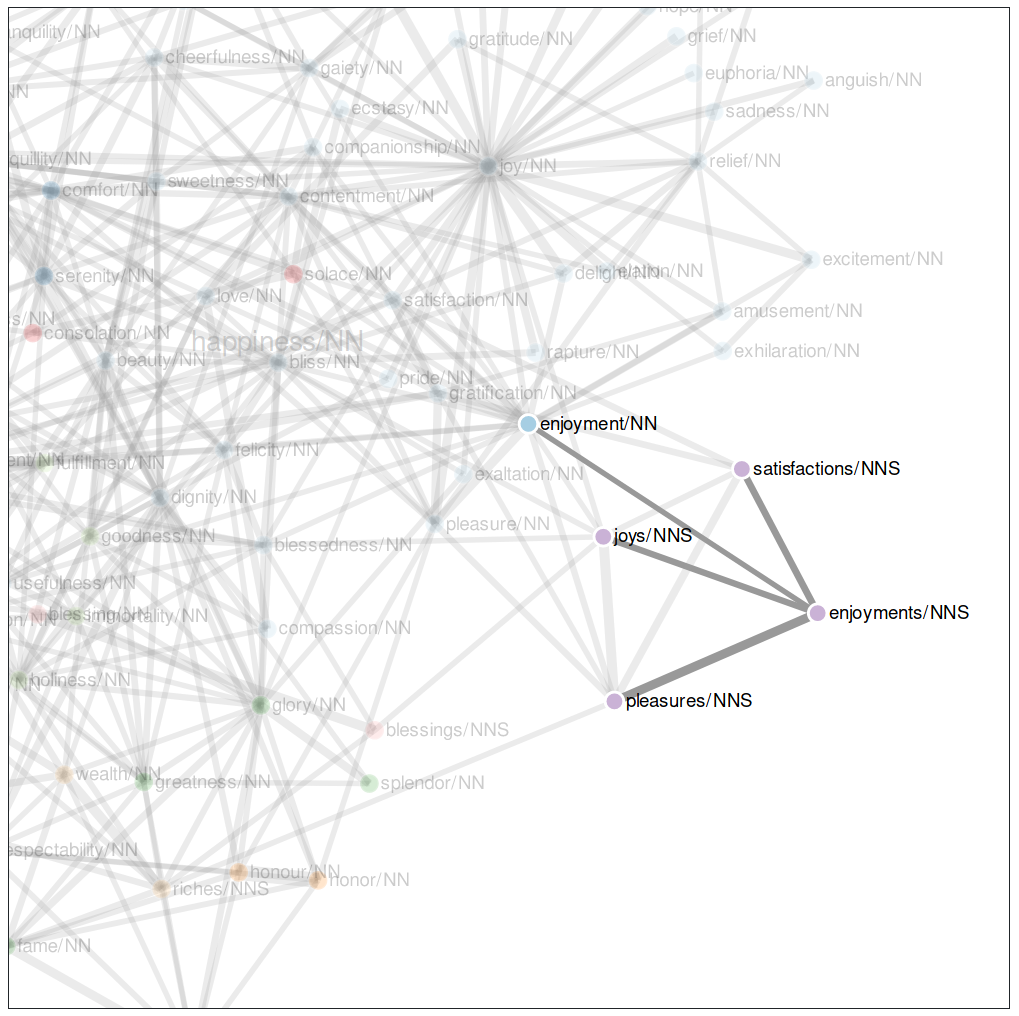 hope/NN
nquility/NN
gratitude/NN
grief/NN
cheerfulness/NN
gaiety/NN
euphoria/NN
anguish/NN
NN
ecstasy/NN
sadness/NN
companionship/NN
quillity/NN
joy/NN
relief/NN
comfort/NN
sweetness/NN
contentment/NN
excitement/NN
serenity/NN
solace/NN
delight/NN
elation/NN
love/NN
satisfaction/NN
amusement/NN
s/NN
consolation/NN
happiness/NN
beauty/NN
bliss/NN
rapture/NN
exhilaration/NN
pride/NN
gratification/NN
enjoyment/NN
felicity/NN
ent/NN
fulfillment/NN
exaltation/NN
satisfactions/NNS
dignity/NN
pleasure/NN
goodness/NN
blessedness/NN
joys/NNS
usefulness/NN
on/NN
blessing/NN
immortality/NN
compassion/NN
enjoyments/NNS
holiness/NN
NN
glory/NN
pleasures/NNS
blessings/NNS
wealth/NN
greatness/NN
splendor/NN
espectability/NN
honour/NN
honor/NN
riches/NNS
fame/NN